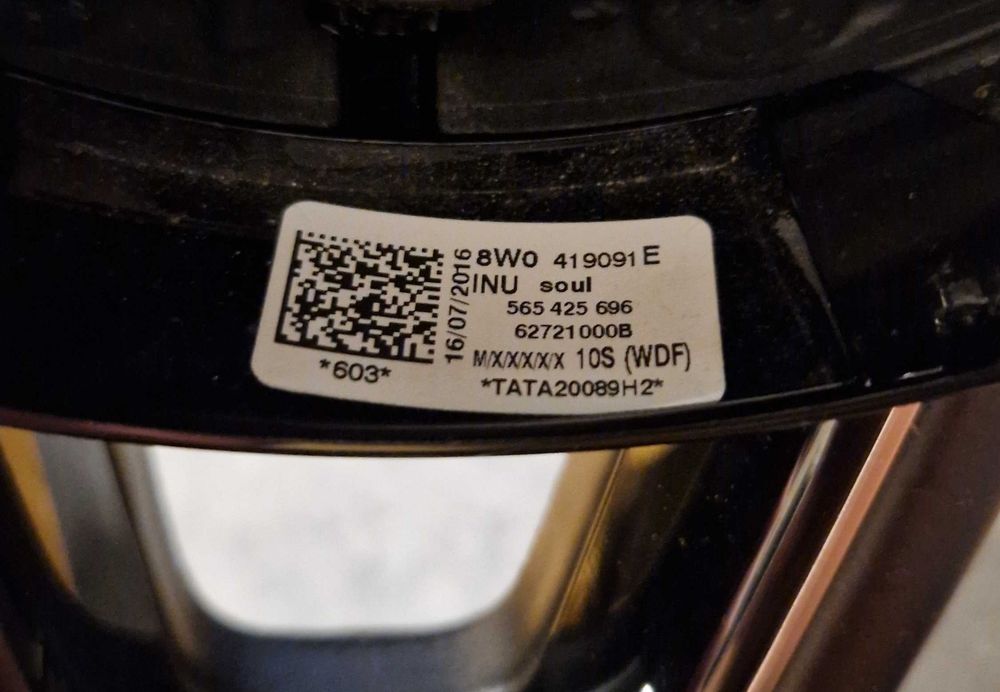 8W0 419091 E
INU soul
565 425 696
62721000B
M/X/X/X/X/X 10S (WDF)
*TATA20089H2*
16/07/2016
*603*